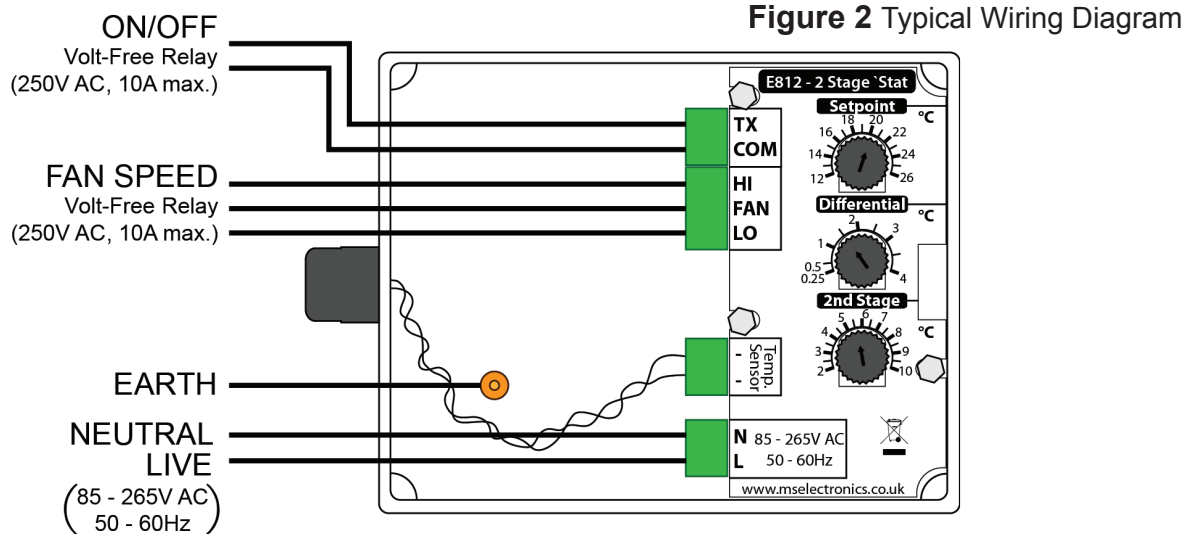 Figure 2 Typical Wiring Diagram
ON/OFF
Volt-Free Relay
(250V AC, 10A max.)
FAN SPEED
Volt-Free Relay
(250V AC, 10A max.)
EARTH
NEUTRAL
LIVE
(85 - 265V AC
50 - 60Hz)
TX
COM
HI
FAN
LO
Temp.
Sensor
- -
N 85 - 265V AC
L 50 - 60Hz
www.mselectronics.co.uk
E812 - 2 Stage `Stat
Setpoint
°C
12 14 16 18 20 22 24 26
Differential
°C
0.25 0.5 1 2 3 4
2nd Stage
°C
2 3 4 5 6 7 8 9 10